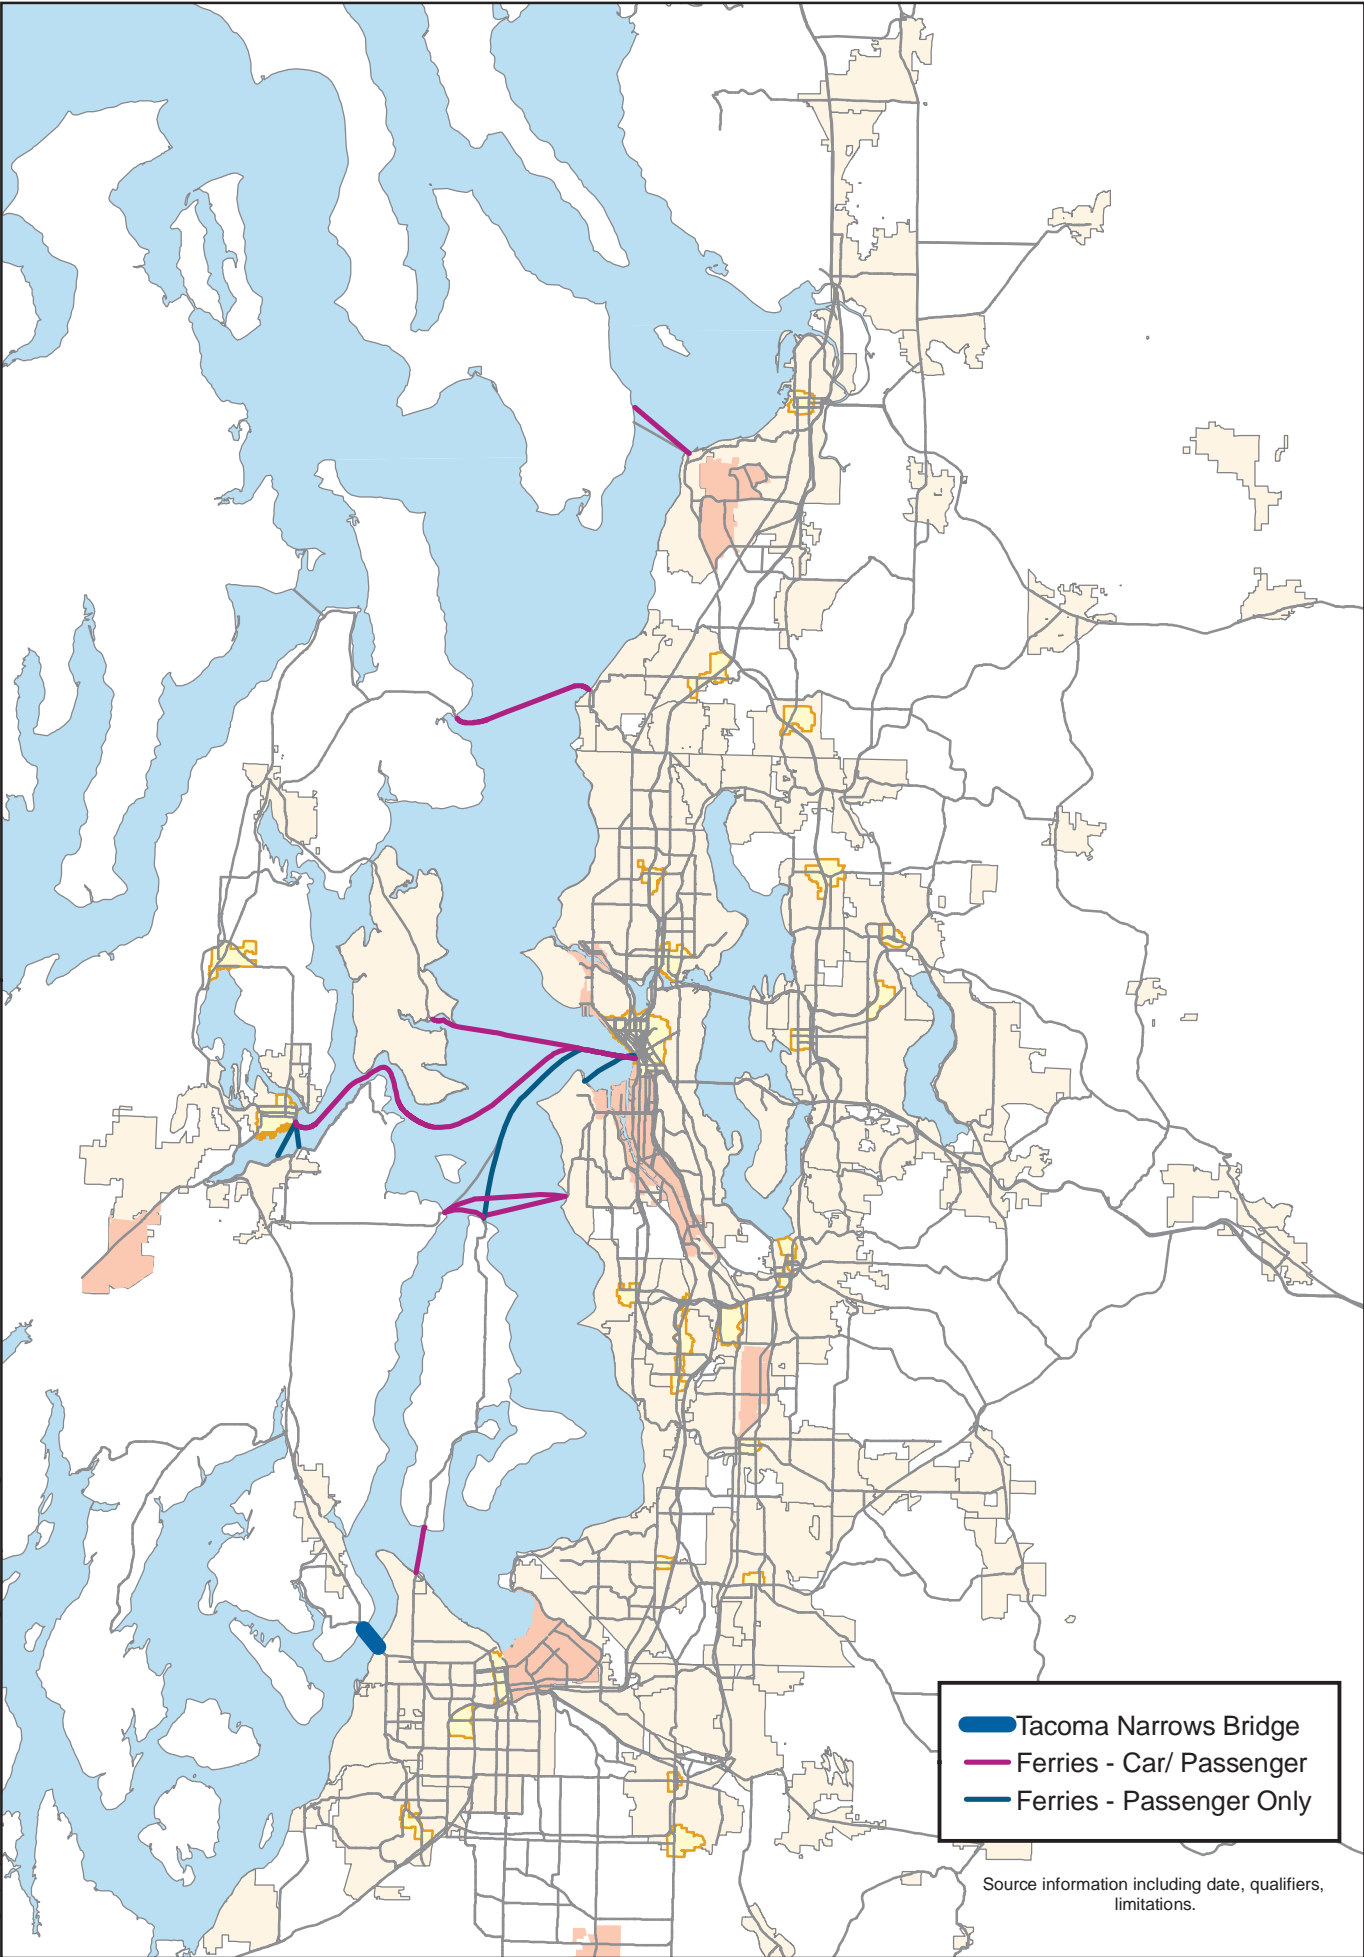 Tacoma Narrows Bridge
Ferries - Car/ Passenger
Ferries - Passenger Only
Source information including date, qualifiers,
limitations.